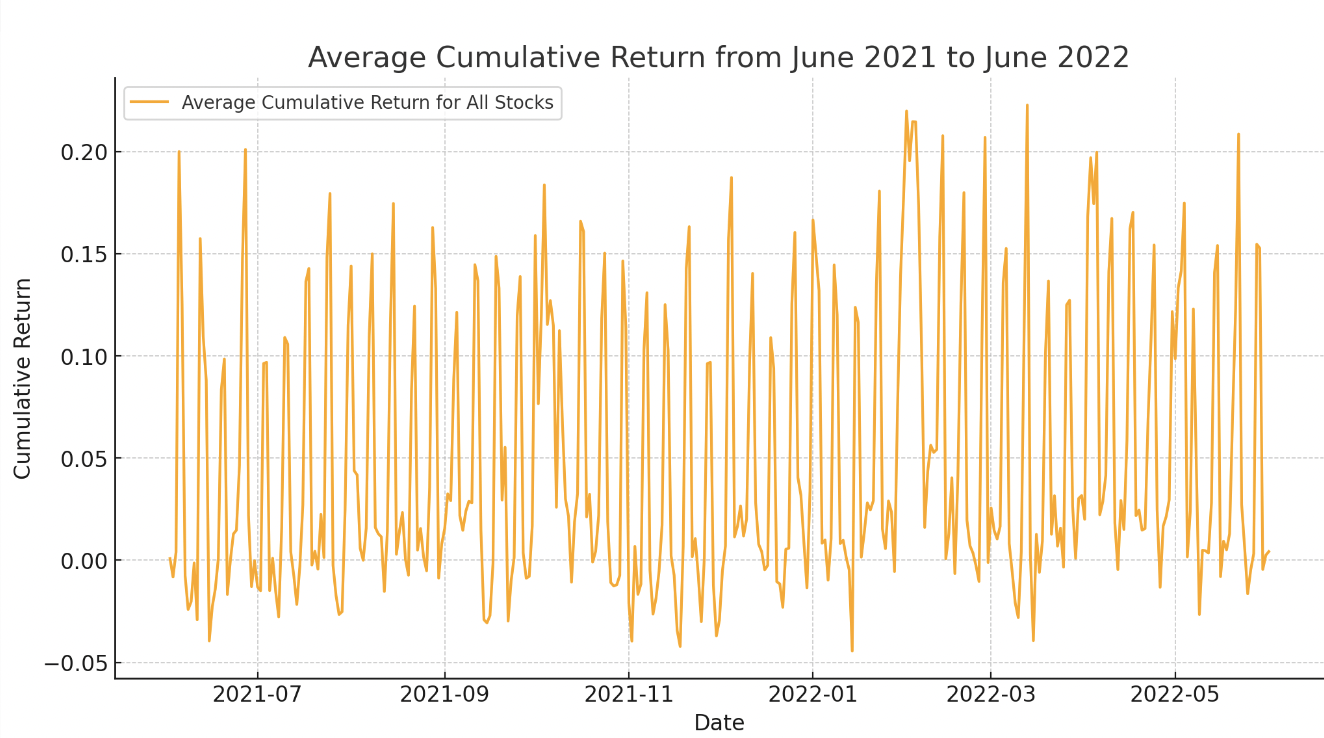 Average Cumulative Return from June 2021 to June 2022
Average Cumulative Return for All Stocks
Cumulative Return
0.20
0.15
0.10
0.05
0.00
−0.05
2021-07 2021-09 2021-11 2022-01 2022-03 2022-05
Date